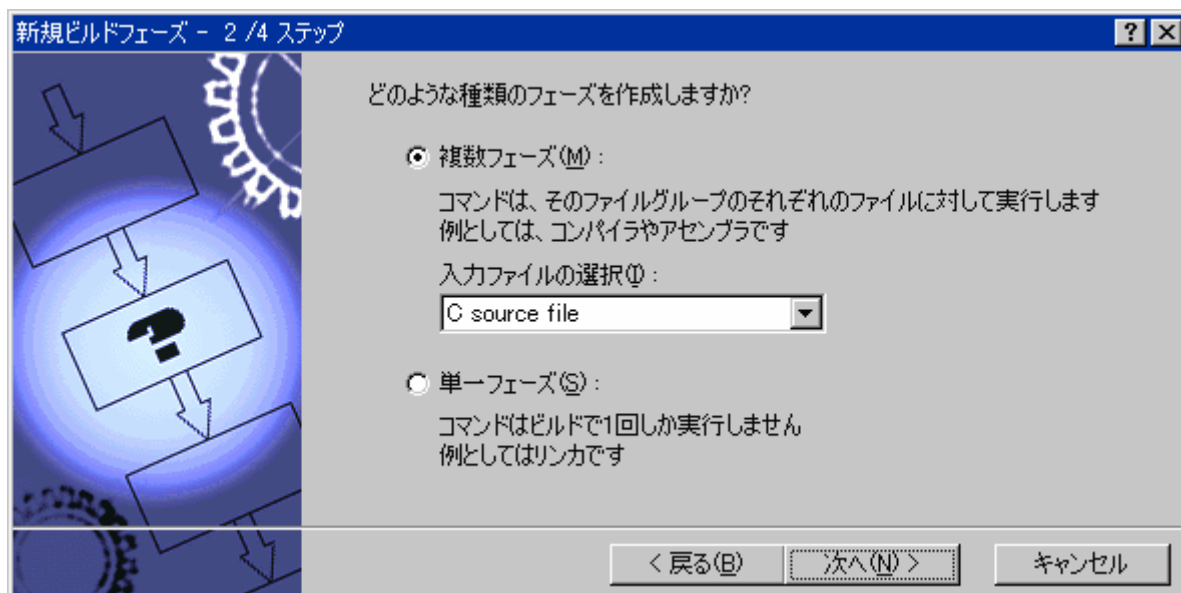 新規ビルドフェーズ - 2 /4 ステップ
どのような種類のフェーズを作成しますか?
複数フェーズ(M) :
コマンドは、そのファイルグループのそれぞれのファイルに対して実行します
例としては、コンパイラやアセンブラです
入力ファイルの選択(I) :
C source file
単一フェーズ(S) :
コマンドはビルドで1回しか実行しません
例としてはリンカです
< 戻る(B) 次へ(N) > キャンセル